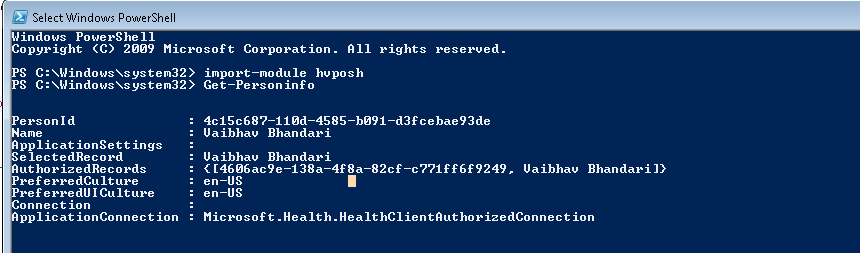 Select Windows PowerShell
Windows PowerShell
Copyright (C) 2009 Microsoft Corporation. All rights reserved.
PS C:\Windows\system32> import-module hvposh
PS C:\Windows\system32> Get-Personinfo
PersonId : 4c15c687-110d-4585-b091-d3fcebae93de
Name : Vaibhav Bhandari
ApplicationSettings :
SelectedRecord : Vaibhav Bhandari
AuthorizedRecords : {[4606ac9e-138a-4f8a-82cf-c771ff6f9249, Vaibhav Bhandari]}
PreferredCulture : en-US
PreferredUICulture : en-US
Connection :
ApplicationConnection : Microsoft.Health.HealthClientAuthorizedConnection